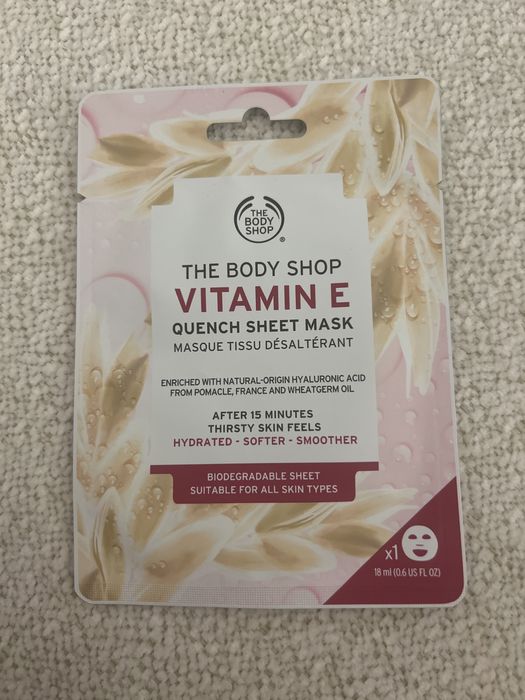 THE
BODY
SHOP
®
THE BODY SHOP
VITAMIN E
QUENCH SHEET MASK
MASQUE TISSU DÉSALTÉRANT
ENRICHED WITH NATURAL-ORIGIN HYALURONIC ACID
FROM POMACLE, FRANCE AND WHEATGERM OIL
AFTER 15 MINUTES
THIRSTY SKIN FEELS
HYDRATED - SOFTER - SMOOTHER
BIODEGRADABLE SHEET
SUITABLE FOR ALL SKIN TYPES
x1
18 ml (0.6 US FL OZ)